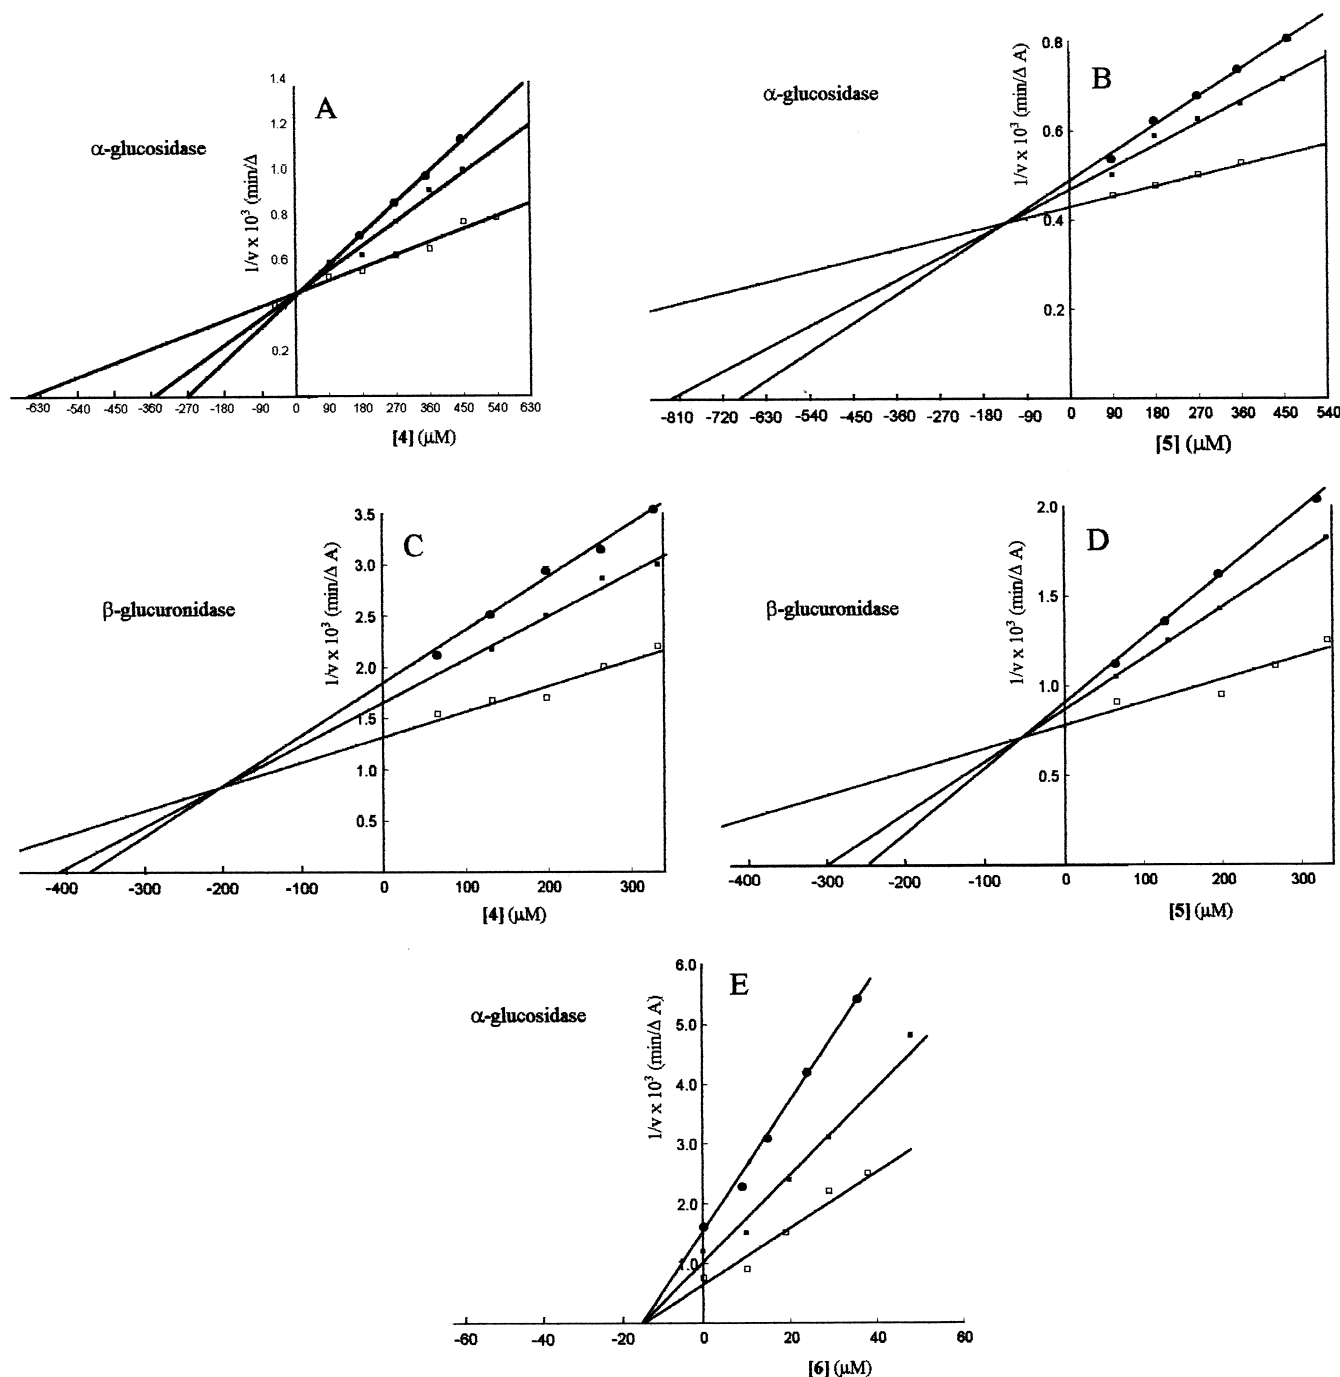 A
α-glucosidase
1/v x 10³ (min/Δ
1.4
1.2
1.0
0.8
0.6
0.2
-630 -540 -450 -360 -270 -180 -90 0 90 180 270 360 450 540 630
[4] (μM)
B
α-glucosidase
1/v x 10³ (min/Δ A)
0.8
0.6
0.4
0.2
-810 -720 -630 -540 -450 -360 -270 -180 -90 0 90 180 270 360 450 540
[5] (μM)
C
β-glucuronidase
1/v x 10³ (min/Δ A)
3.5
3.0
2.5
2.0
1.5
1.0
0.5
-400 -300 -200 -100 0 100 200 300
[4] (μM)
D
β-glucuronidase
1/v x 10³ (min/Δ A)
2.0
1.5
1.0
0.5
-400 -300 -200 -100 0 100 200 300
[5] (μM)
E
α-glucosidase
1/v x 10³ (min/Δ A)
6.0
5.0
4.0
3.0
2.0
1.0
-60 -40 -20 0 20 40 60
[6] (μM)